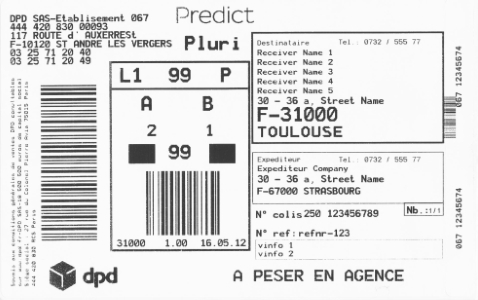 Predict
DPD SAS-Etablisement 067
444 420 830 00093
117 ROUTE d' AUXERRESt
F-10120 ST ANDRE LES VERGERS
03 25 71 20 40
03 25 71 20 49
Pluri
L1 99 P
A B
2 1
99
31000 1.00 16.05.12
Destinataire Tel.: 0732 / 555 77
Receiver Name 1
Receiver Name 2
Receiver Name 3
Receiver Name 4
Receiver Name 5
30 - 36 a, Street Name
F-31000
TOULOUSE
067 12345674
Expediteur Tel.: 0732 / 555 77
Expediteur Company
30 - 36 a, Street Name
F-67000 STRASBOURG
N° colis 250 123456789
Nb.:1/1
N° ref:refnr-123
vinfo 1
vinfo 2
067 12345674
dpd
A PESER EN AGENCE